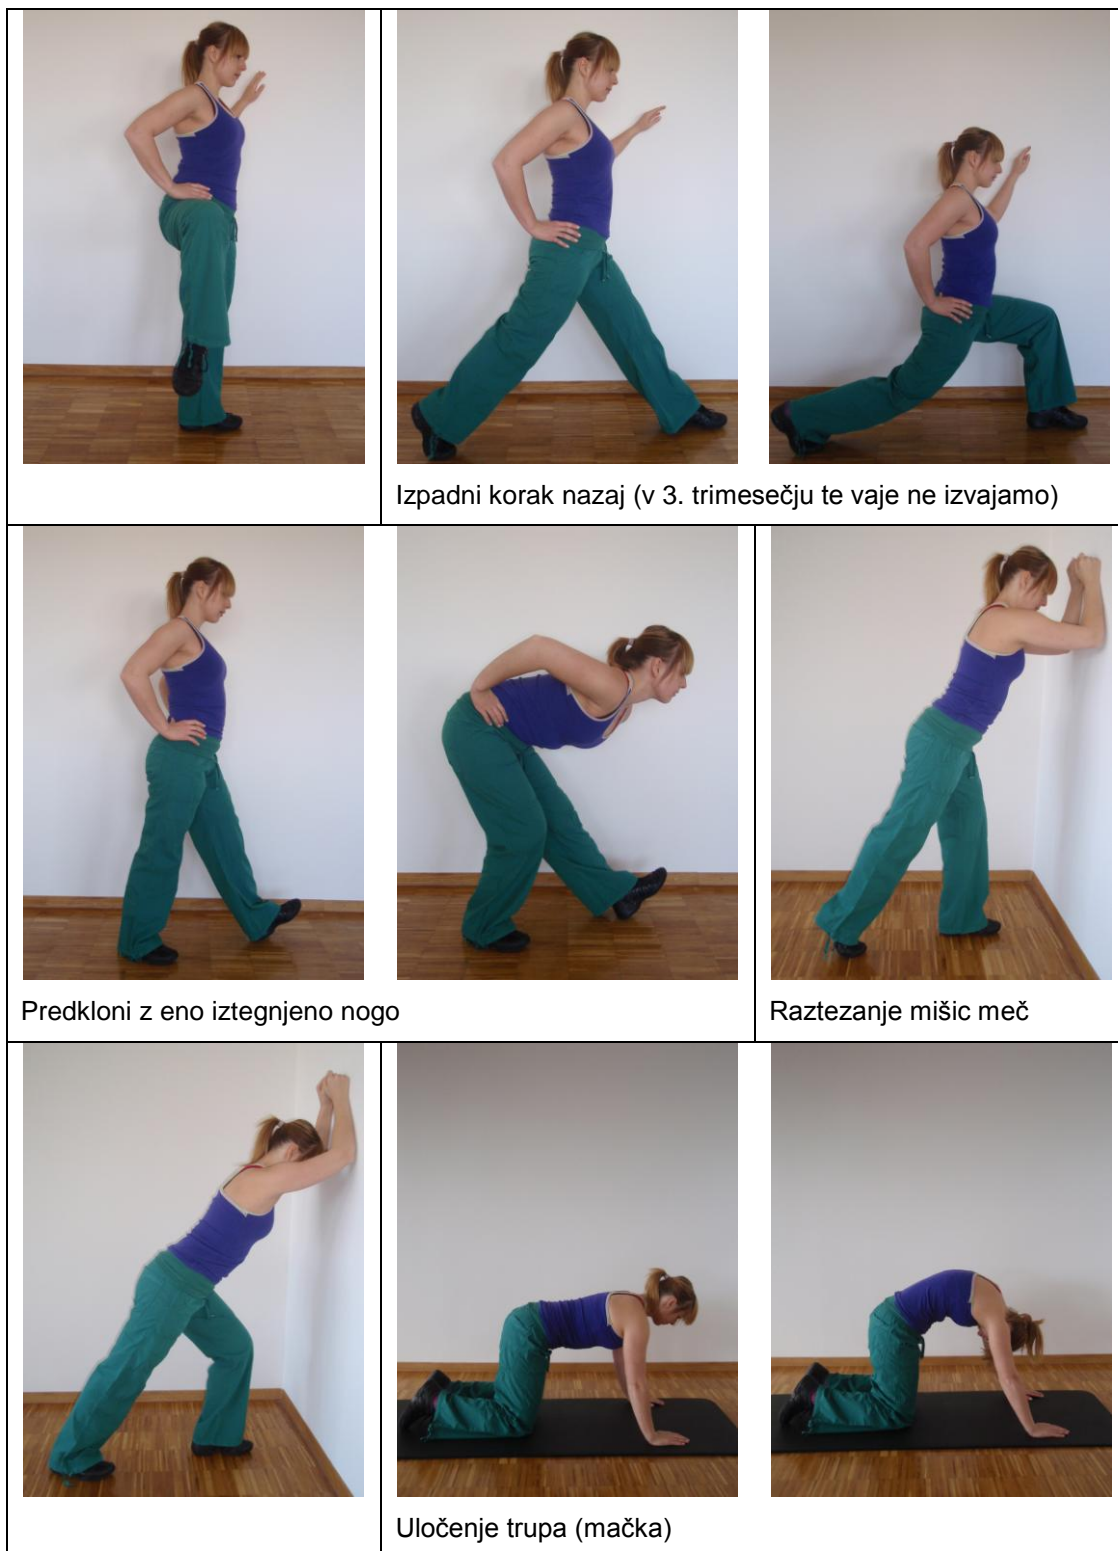 Izpadni korak nazaj (v 3. trimesečju te vaje ne izvajamo)
Predkloni z eno iztegnjeno nogo
Raztezanje mišic meč
Uločenje trupa (mačka)